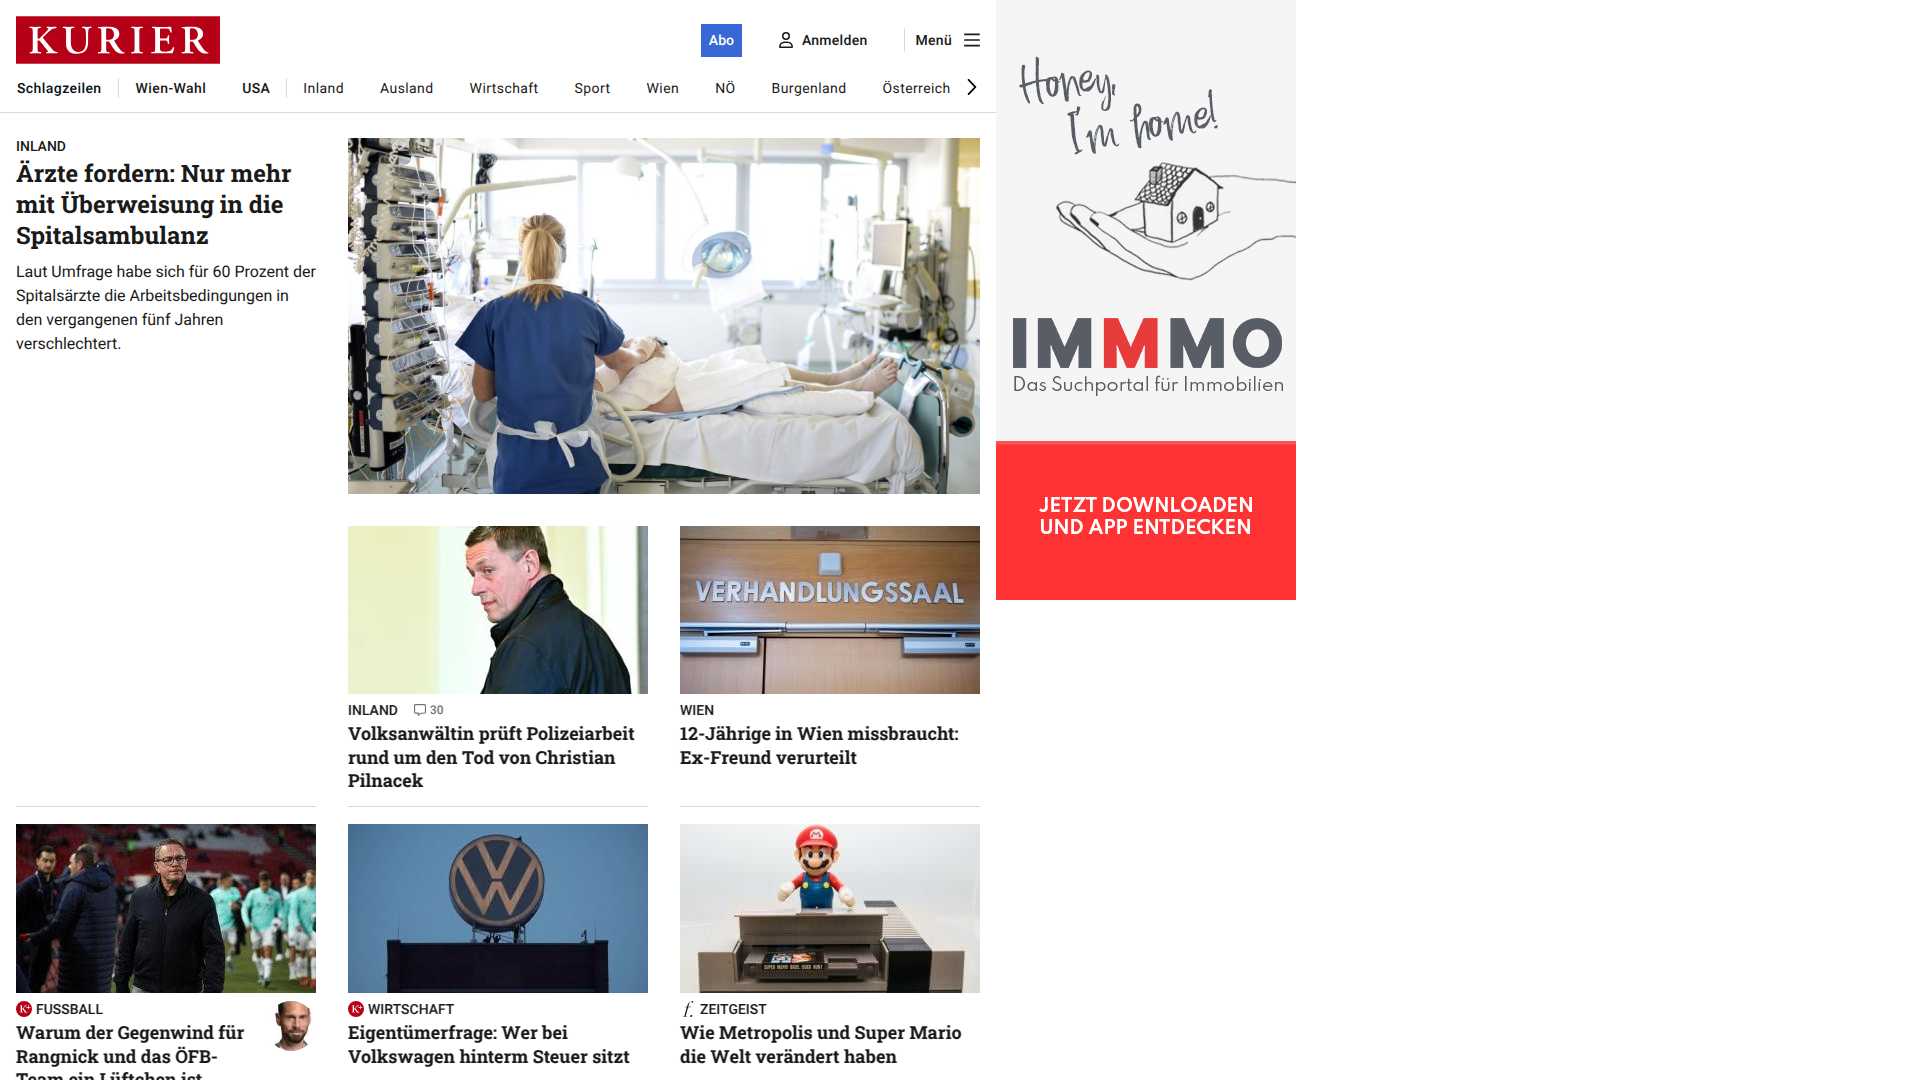 KURIER
Abo
Anmelden
Menü
Schlagzeilen
Wien-Wahl
USA
Inland
Ausland
Wirtschaft
Sport
Wien
NÖ
Burgenland
Österreich
INLAND
Ärzte fordern: Nur mehr
mit Überweisung in die
Spitalsambulanz
Laut Umfrage habe sich für 60 Prozent der
Spitalsärzte die Arbeitsbedingungen in
den vergangenen fünf Jahren
verschlechtert.
Honey,
I'm home!
IMMMO
Das Suchportal für Immobilien
JETZT DOWNLOADEN
UND APP ENTDECKEN
INLAND 30
Volksanwältin prüft Polizeiarbeit
rund um den Tod von Christian
Pilnacek
VERHANDLUNGSSAAL
WIEN
12-Jährige in Wien missbraucht:
Ex-Freund verurteilt
K+ FUSSBALL
Warum der Gegenwind für
Rangnick und das ÖFB-
Team ein Lüftchen ist
K+ WIRTSCHAFT
Eigentümerfrage: Wer bei
Volkswagen hinterm Steuer sitzt
f. ZEITGEIST
Wie Metropolis und Super Mario
die Welt verändert haben